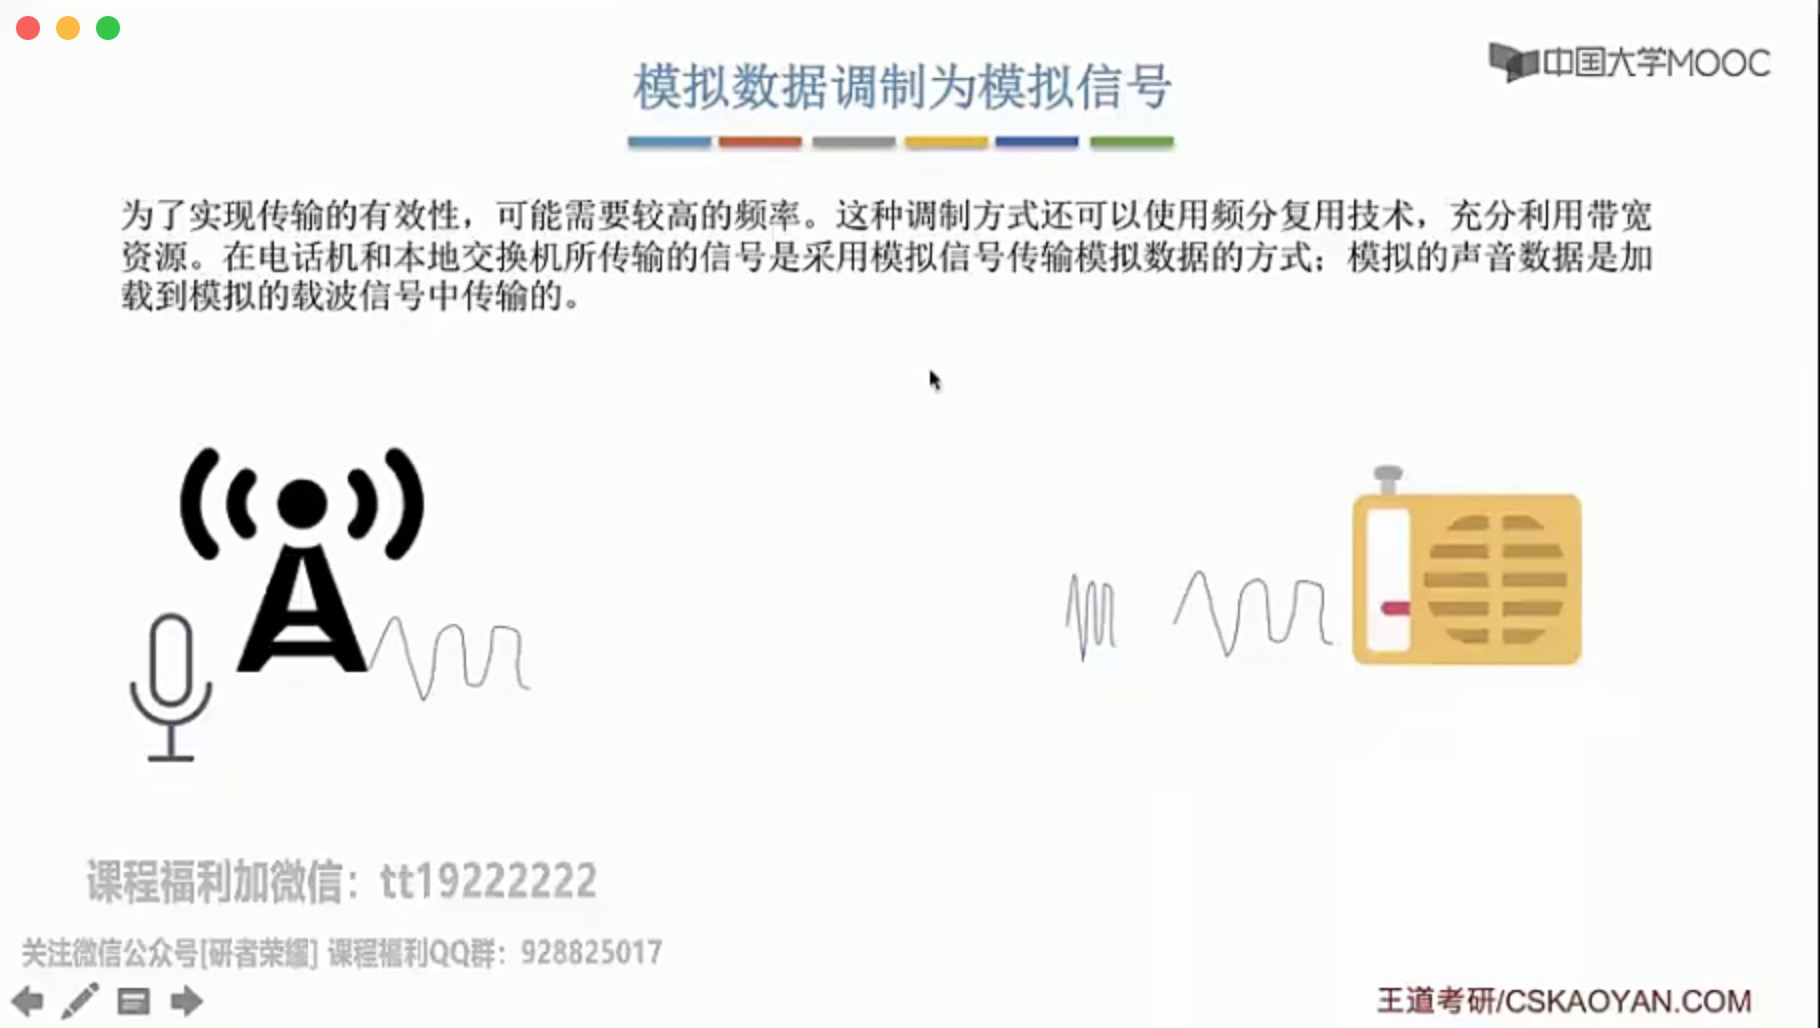 中国大学MOOC
模拟数据调制为模拟信号
为了实现传输的有效性，可能需要较高的频率。这种调制方式还可以使用频分复用技术，充分利用带宽
资源。在电话机和本地交换机所传输的信号是采用模拟信号传输模拟数据的方式；模拟的声音数据是加
载到模拟的载波信号中传输的。
课程福利加微信：tt19222222
关注微信公众号[研者荣耀] 课程福利QQ群：928825017
王道考研/CSKAOYAN.COM